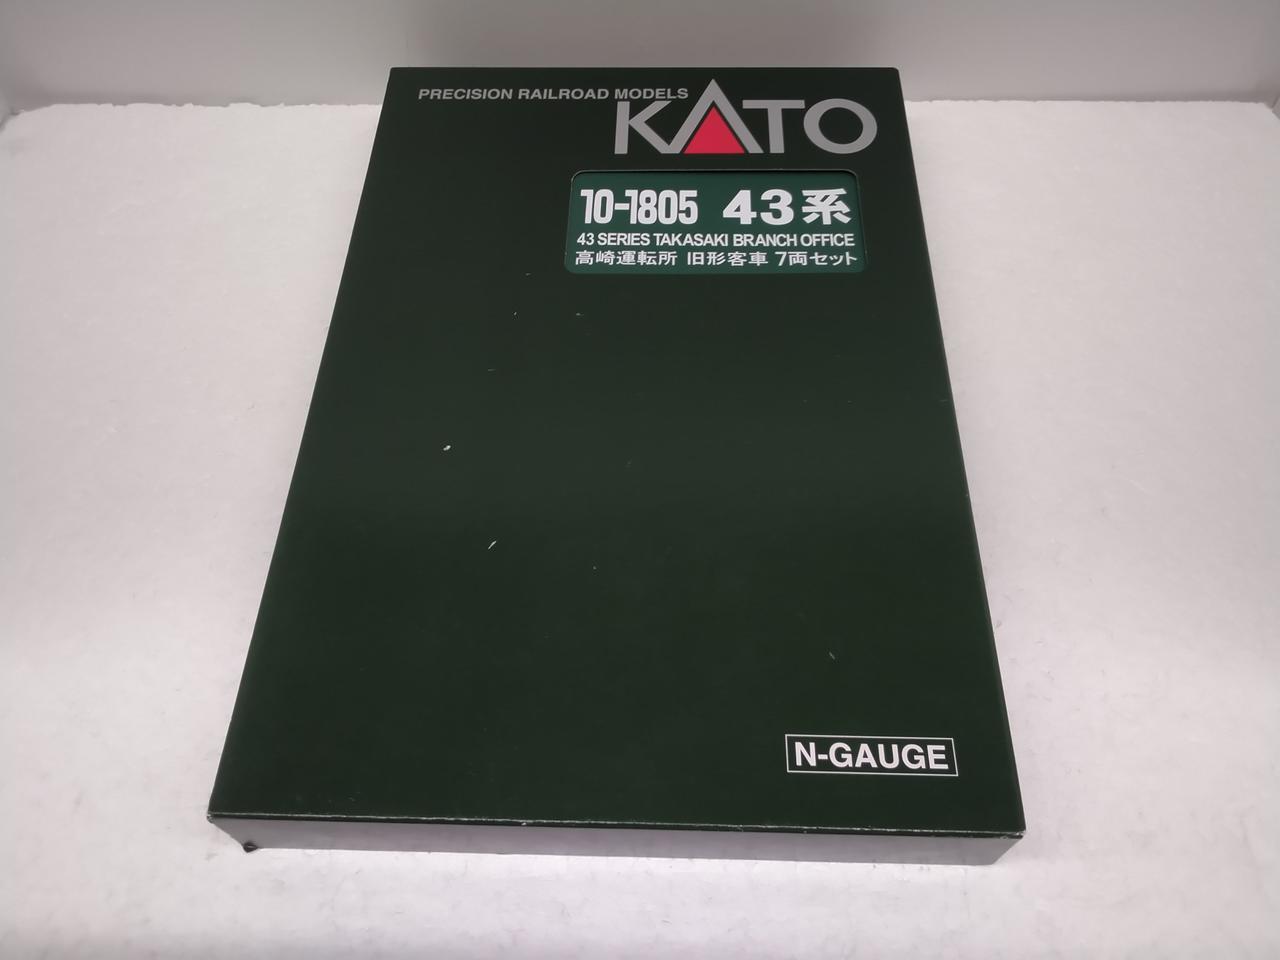 PRECISION RAILROAD MODELS
KATO
10-1805 43系
43 SERIES TAKASAKI BRANCH OFFICE
高崎運転所 旧形客車 7両セット
N-GAUGE